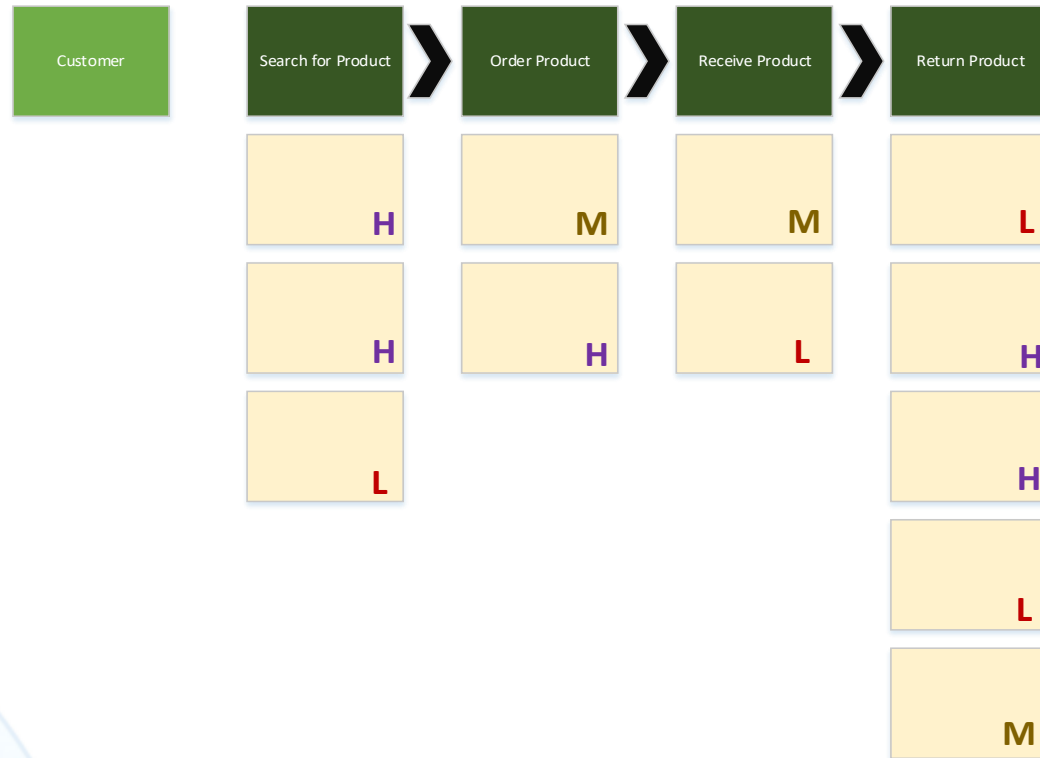 Customer
Search for Product
Order Product
Receive Product
Return Product
H
M
M
L
H
H
L
H
L
H
L
M